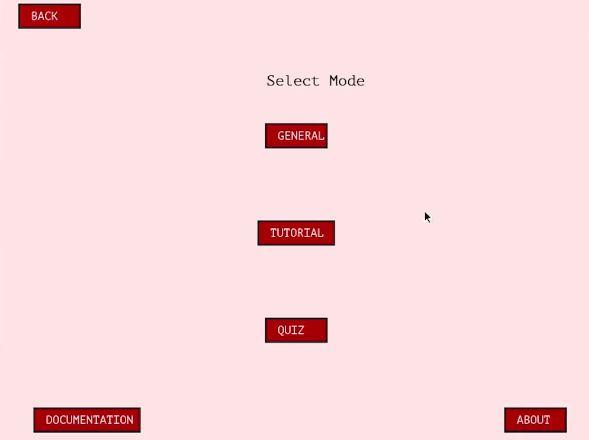 BACK
Select Mode
GENERAL
TUTORIAL
QUIZ
DOCUMENTATION
ABOUT